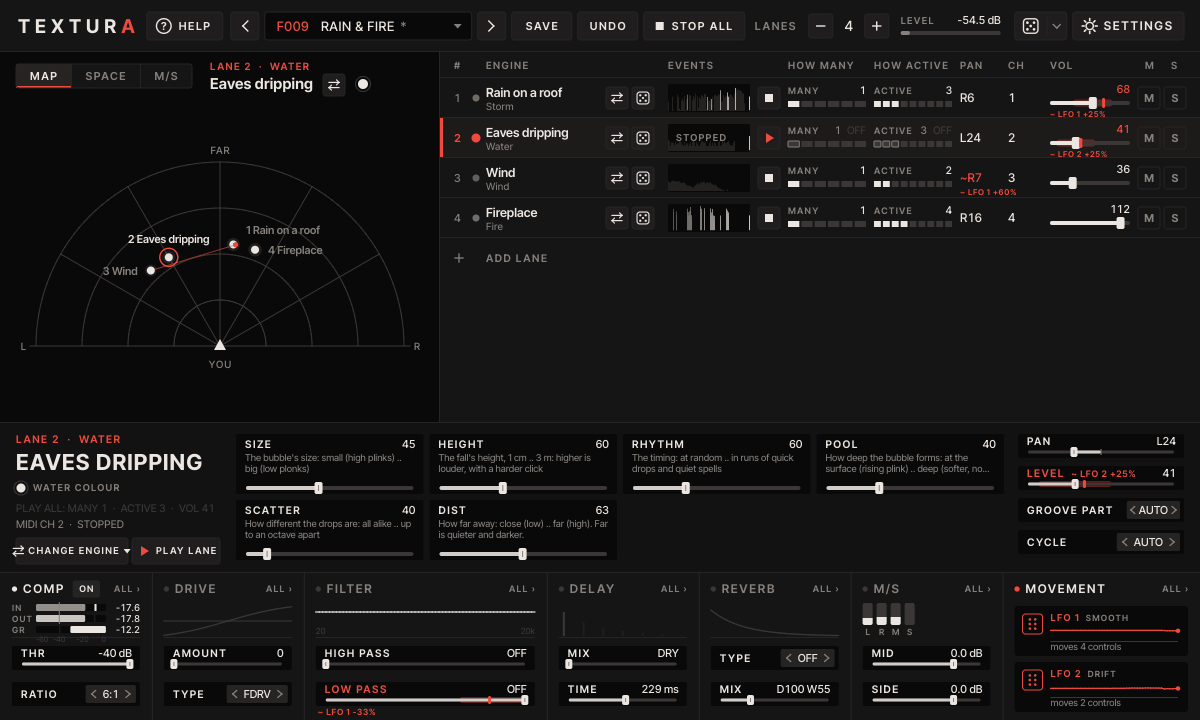 TEXTURA HELP F009 RAIN & FIRE * SAVE UNDO STOP ALL LANES 4 LEVEL -54.5 dB SETTINGS
MAP SPACE M/S
LANE 2 · WATER
Eaves dripping
FAR
1 Rain on a roof
2 Eaves dripping
4 Fireplace
3 Wind
L
R
YOU
# ENGINE EVENTS HOW MANY HOW ACTIVE PAN CH VOL M S
1 Rain on a roof MANY 1 ACTIVE 3 R6 1 68 M S
Storm
~ LFO 1 +25%
2 Eaves dripping STOPPED MANY 1 OFF ACTIVE 3 OFF L24 2 41 M S
Water
~ LFO 2 +25%
3 Wind MANY 1 ACTIVE 2 ~R7 3 36 M S
Wind
~ LFO 1 +60%
4 Fireplace MANY 1 ACTIVE 4 R16 4 112 M S
Fire
+ ADD LANE
LANE 2 · WATER
EAVES DRIPPING
WATER COLOUR
PLAY ALL: MANY 1 · ACTIVE 3 · VOL 41
MIDI CH 2 · STOPPED
CHANGE ENGINE PLAY LANE
SIZE 45
The bubble's size: small (high plinks) ..
big (low plonks)
HEIGHT 60
The fall's height, 1 cm .. 3 m: higher is
louder, with a harder click
RHYTHM 60
The timing: at random .. in runs of quick
drops and quiet spells
POOL 40
How deep the bubble forms: at the
surface (rising plink) .. deep (softer, no...
SCATTER 40
How different the drops are: all alike .. up
to an octave apart
DIST 63
How far away: close (low) .. far (high). Far
is quieter and darker.
PAN L24
LEVEL ~ LFO 2 +25% 41
GROOVE PART AUTO
CYCLE AUTO
COMP ON ALL ›
IN -17.6
OUT -17.8
GR -12.2
-60 -40 -20 0
THR -40 dB
RATIO 6:1
DRIVE ALL ›
AMOUNT 0
TYPE FDRV
FILTER ALL ›
20 20k
HIGH PASS OFF
LOW PASS OFF
~ LFO 1 -33%
DELAY ALL ›
MIX DRY
TIME 229 ms
REVERB ALL ›
TYPE OFF
MIX D100 W55
M/S ALL ›
L R M S
MID 0.0 dB
SIDE 0.0 dB
MOVEMENT ALL ›
LFO 1 SMOOTH
moves 4 controls
LFO 2 DRIFT
moves 2 controls